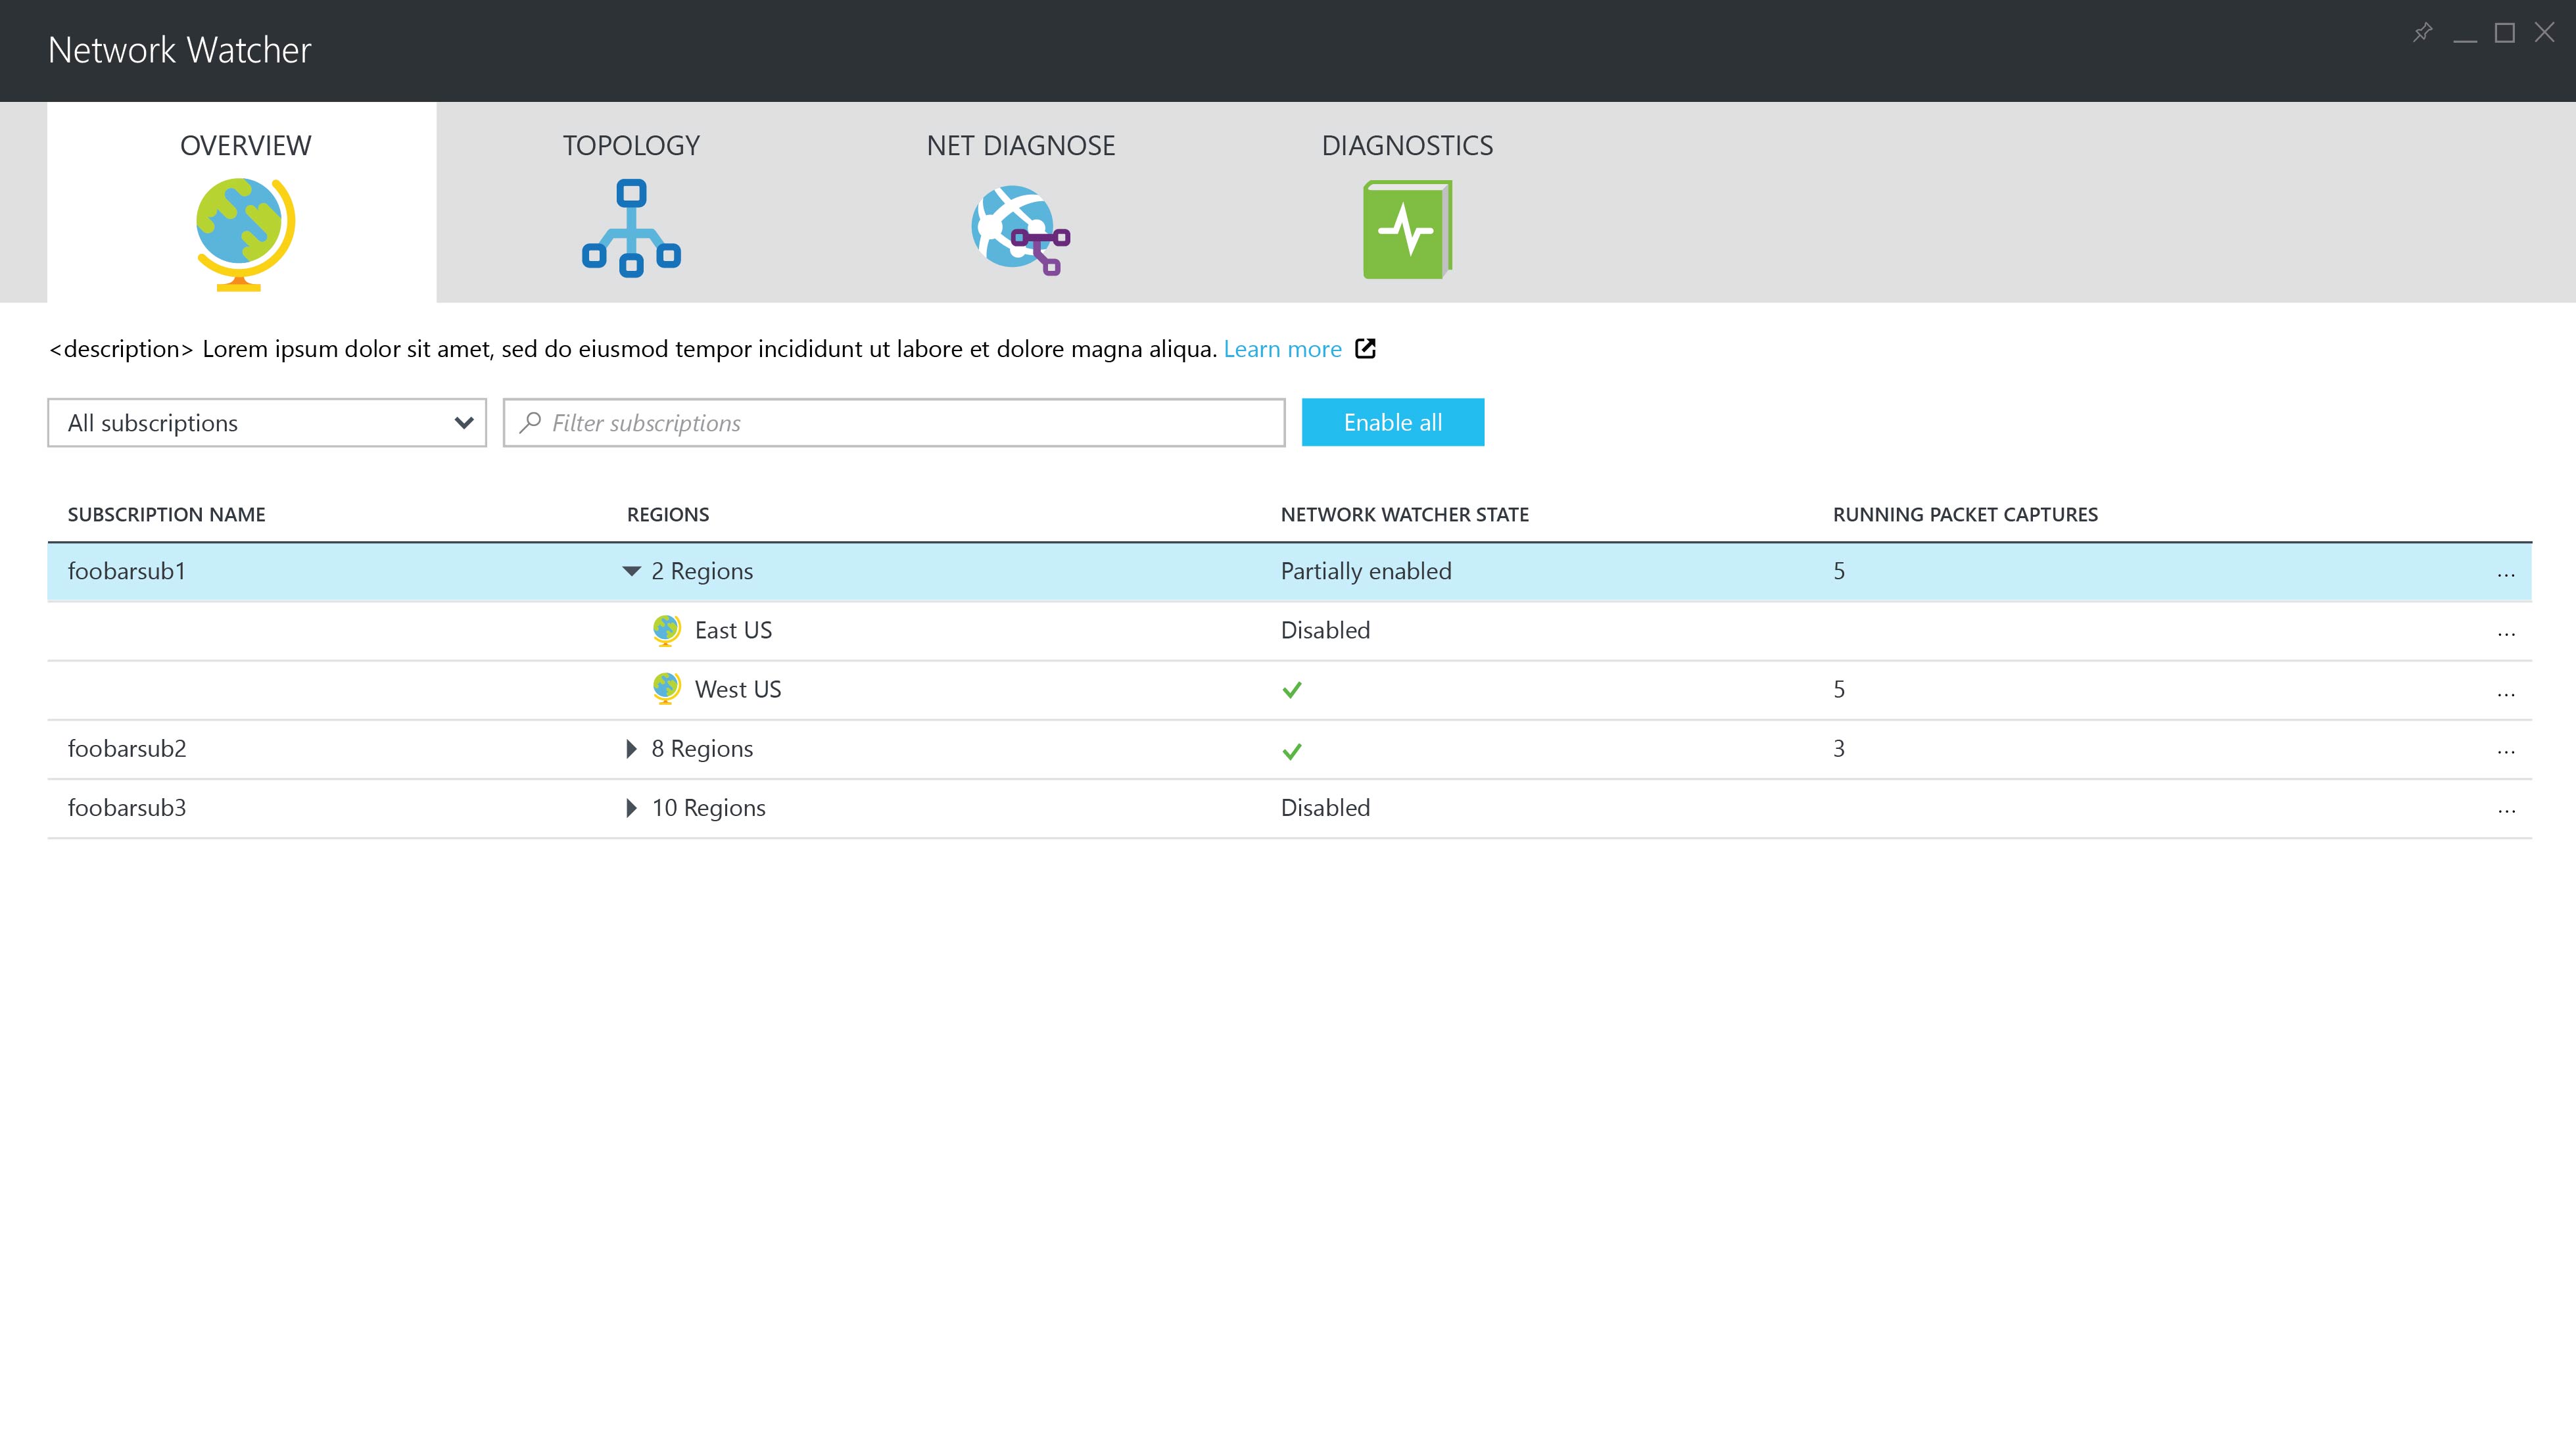 Network Watcher
OVERVIEW TOPOLOGY NET DIAGNOSE DIAGNOSTICS
<description> Lorem ipsum dolor sit amet, sed do eiusmod tempor incididunt ut labore et dolore magna aliqua. Learn more
All subscriptions Filter subscriptions Enable all
SUBSCRIPTION NAME REGIONS NETWORK WATCHER STATE RUNNING PACKET CAPTURES
foobarsub1 2 Regions Partially enabled 5 ...
East US Disabled ...
West US 5 ...
foobarsub2 8 Regions 3 ...
foobarsub3 10 Regions Disabled ...